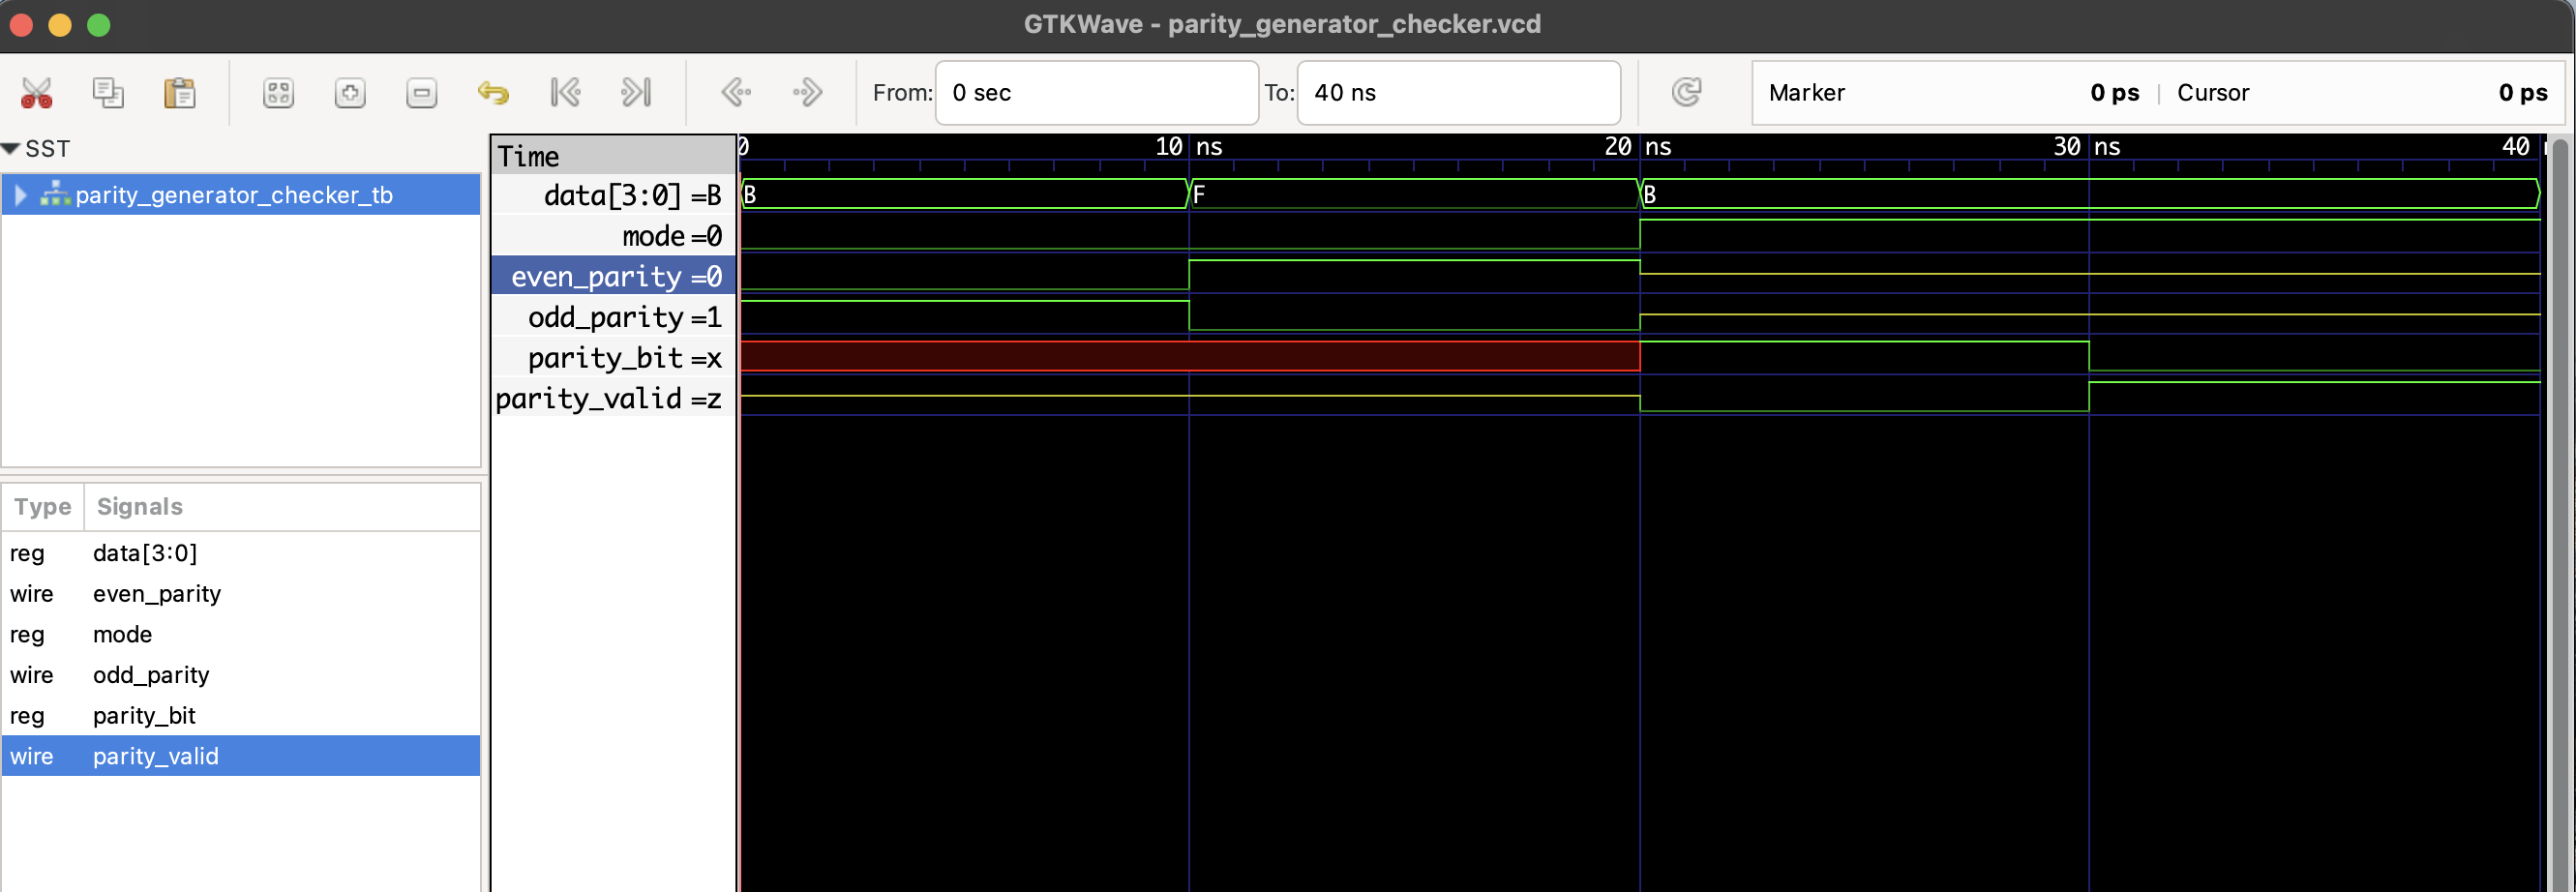 GTKWave - parity_generator_checker.vcd
From: 0 sec To: 40 ns Marker 0 ps | Cursor 0 ps
SST
parity_generator_checker_tb
Type Signals
reg data[3:0]
wire even_parity
reg mode
wire odd_parity
reg parity_bit
wire parity_valid
Time
data[3:0] =B
mode =0
even_parity =0
odd_parity =1
parity_bit =x
parity_valid =z
0 10 ns 20 ns 30 ns 40
B F B